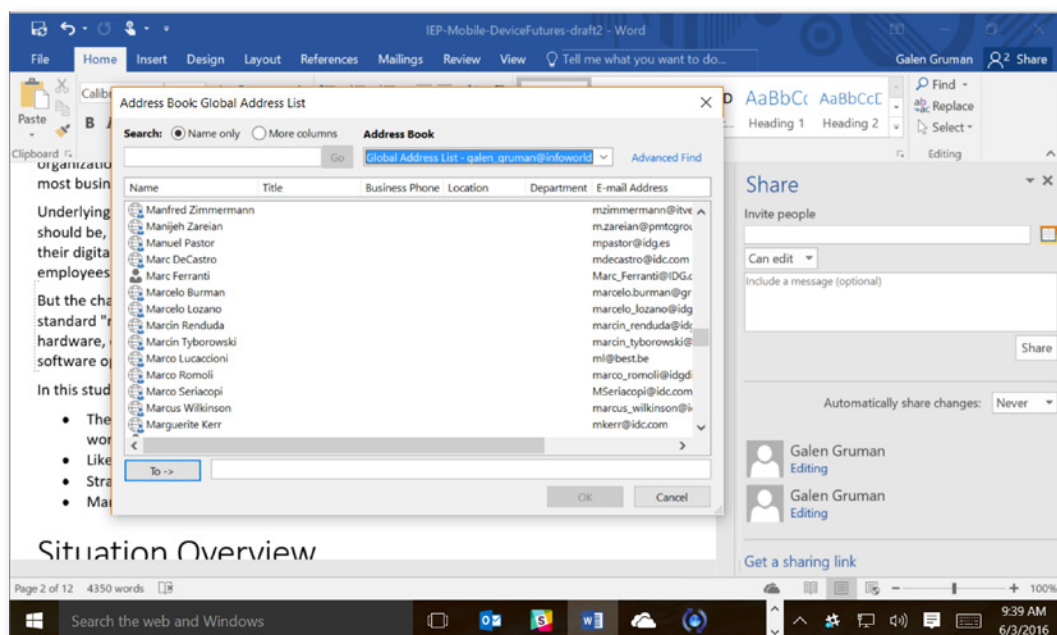 IEP-Mobile-DeviceFutures-draft2 - Word
File Home Insert Design Layout References Mailings Review View Tell me what you want to do... Galen Gruman Share
Paste
Clipboard
Calib
B I
AaBbCc AaBbCcD
Heading 1 Heading 2
Find
Replace
Select
Editing
Address Book: Global Address List
Search: Name only More columns Address Book
Go Global Address List - galen_gruman@infoworld Advanced Find
Name Title Business Phone Location Department E-mail Address
Manfred Zimmermann mzimmermann@itve
Manijeh Zareian m.zareian@pmtcgrou
Manuel Pastor mpastor@idg.es
Marc DeCastro mdecastro@idc.com
Marc Ferranti Marc_Ferranti@IDG.c
Marcelo Burman marcelo.burman@gr
Marcelo Lozano marcelo_lozano@idg
Marcin Renduda marcin_renduda@idg
Marcin Tyborowski marcin_tyborowski@
Marco Lucaccioni ml@best.be
Marco Romoli marco_romoli@idgdi
Marco Seriacopi MSeriacopi@idc.com
Marcus Wilkinson marcus_wilkinson@i
Marguerite Kerr mkerr@idc.com
To ->
OK Cancel
organizatio
most busin
Underlying
should be,
their digita
employees
But the cha
standard "n
hardware,
software op
In this stud
The
wor
Like
Stra
Mar
Situation Overview
Share
Invite people
Can edit
Include a message (optional)
Share
Automatically share changes: Never
Galen Gruman
Editing
Galen Gruman
Editing
Get a sharing link
Page 2 of 12 4350 words 100%
Search the web and Windows
9:39 AM
6/3/2016